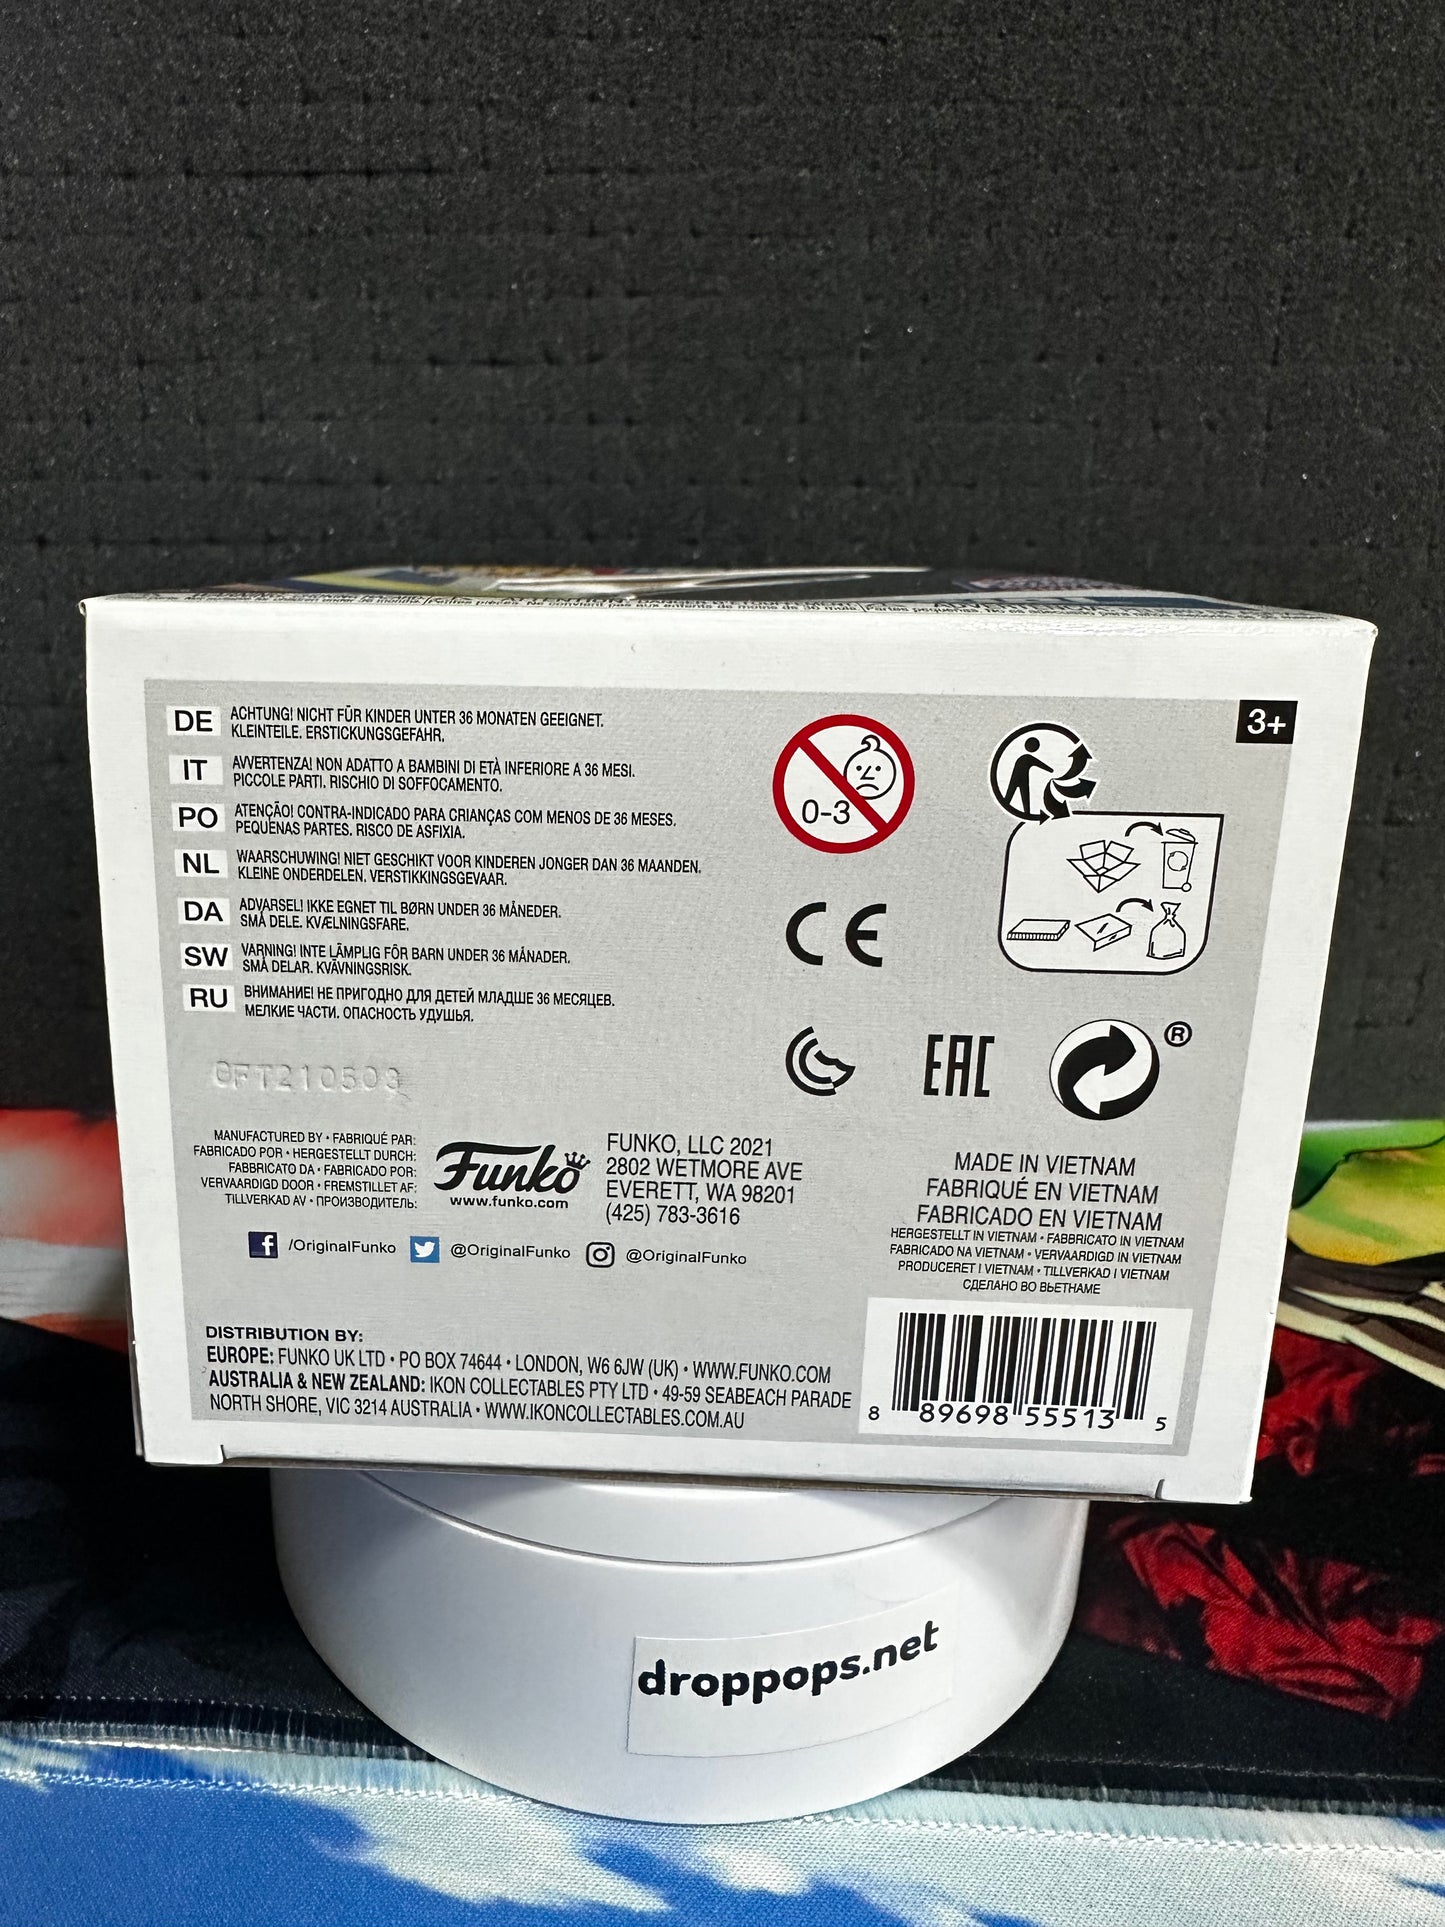 3+
DE ACHTUNG! NICHT FÜR KINDER UNTER 36 MONATEN GEEIGNET.
KLEINTEILE. ERSTICKUNGSGEFAHR.
IT AVVERTENZA! NON ADATTO A BAMBINI DI ETÀ INFERIORE A 36 MESI.
PICCOLE PARTI. RISCHIO DI SOFFOCAMENTO.
PO ATENÇÃO! CONTRA-INDICADO PARA CRIANÇAS COM MENOS DE 36 MESES.
PEQUENAS PARTES. RISCO DE ASFIXIA.
NL WAARSCHUWING! NIET GESCHIKT VOOR KINDEREN JONGER DAN 36 MAANDEN.
KLEINE ONDERDELEN. VERSTIKKINGSGEVAAR.
DA ADVARSEL! IKKE EGNET TIL BØRN UNDER 36 MÅNEDER.
SMÅ DELE. KVÆLNINGSFARE.
SW VARNING! INTE LÄMPLIG FÖR BARN UNDER 36 MÅNADER.
SMÅ DELAR. KVÄVNINGSRISK.
RU ВНИМАНИЕ! НЕ ПРИГОДНО ДЛЯ ДЕТЕЙ МЛАДШЕ 36 МЕСЯЦЕВ.
МЕЛКИЕ ЧАСТИ. ОПАСНОСТЬ УДУШЬЯ.
0-3
CE
EAC
®
MANUFACTURED BY • FABRIQUÉ PAR:
FABRICADO POR • HERGESTELLT DURCH:
FABBRICATO DA • FABRICADO POR:
VERVAARDIGD DOOR • FREMSTILLET AF:
TILLVERKAD AV • ПРОИЗВОДИТЕЛЬ:
Funko
www.funko.com
FUNKO, LLC 2021
2802 WETMORE AVE
EVERETT, WA 98201
(425) 783-3616
/OriginalFunko @OriginalFunko @OriginalFunko
MADE IN VIETNAM
FABRIQUÉ EN VIETNAM
FABRICADO EN VIETNAM
HERGESTELLT IN VIETNAM • FABBRICATO IN VIETNAM
FABRICADO NA VIETNAM • VERVAARDIGD IN VIETNAM
PRODUCERET I VIETNAM • TILLVERKAD I VIETNAM
СДЕЛАНО ВО ВЬЕТНАМЕ
DISTRIBUTION BY:
EUROPE: FUNKO UK LTD • PO BOX 74644 • LONDON, W6 6JW (UK) • WWW.FUNKO.COM
AUSTRALIA & NEW ZEALAND: IKON COLLECTABLES PTY LTD • 49-59 SEABEACH PARADE
NORTH SHORE, VIC 3214 AUSTRALIA • WWW.IKONCOLLECTABLES.COM.AU
8 89698 55513 5
droppops.net